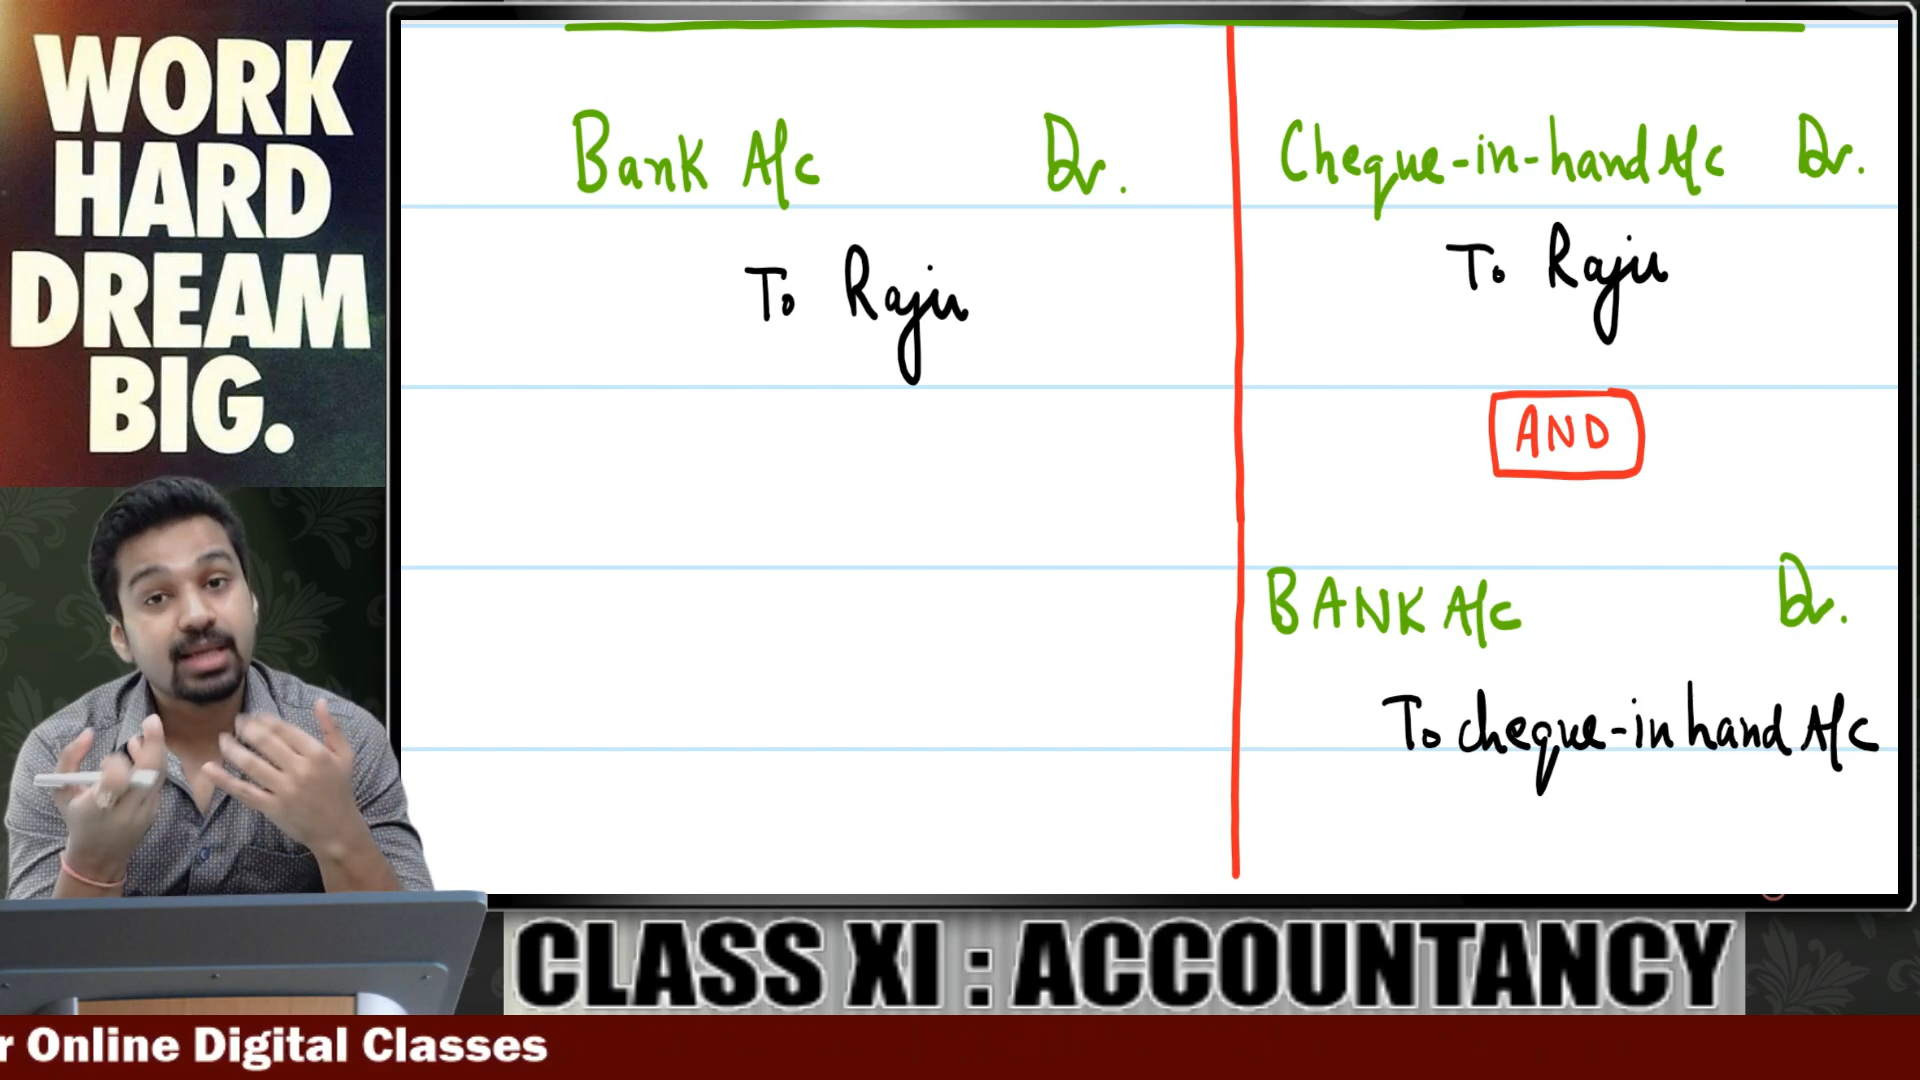 WORK
HARD
DREAM
BIG.
Bank A/c Dr.
To Raju
Cheque-in-hand A/c Dr.
To Raju
AND
BANK A/c Dr.
To cheque-in hand A/c
CLASS XI : ACCOUNTANCY
r Online Digital Classes